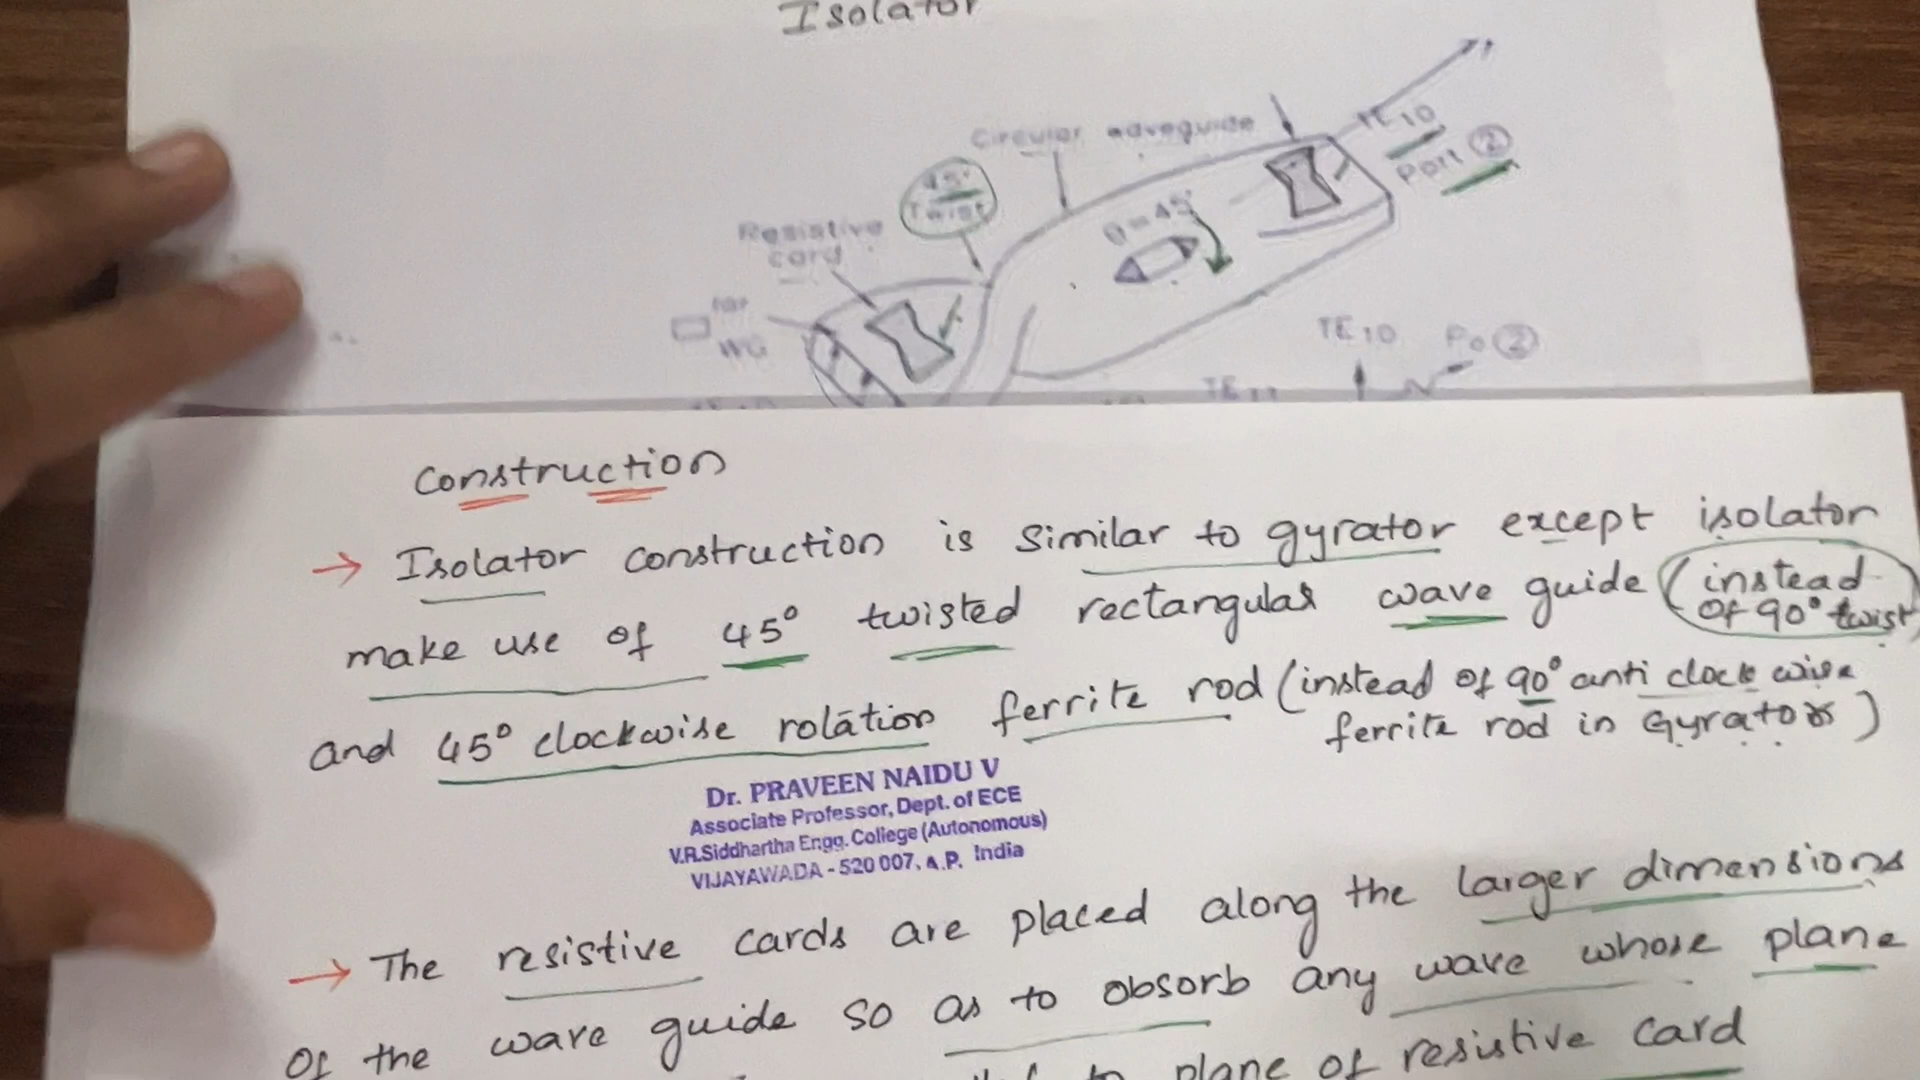 Isolator
Circular waveguide
TE10
Port ②
45°
Twist
θ=45°
Resistive
card
WG
TE10
Po ②
TE11
Construction
→ Isolator construction is similar to gyrator except isolator
make use of 45° twisted rectangular wave guide (instead
of 90° twist)
and 45° clockwise rotation ferrite rod (instead of 90° anti clock wise
ferrite rod in Gyrators)
Dr. PRAVEEN NAIDU V
Associate Professor, Dept. of ECE
V.R.Siddhartha Engg. College (Autonomous)
VIJAYAWADA - 520 007. A.P. India
→ The resistive cards are placed along the larger dimensions
of the wave guide so as to absorb any wave whose plane
plane of resistive card